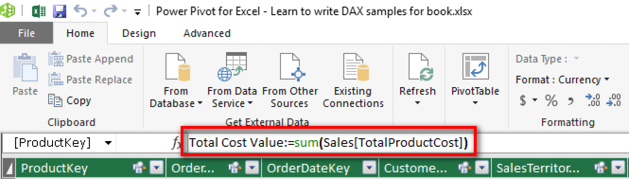 Power Pivot for Excel - Learn to write DAX samples for book.xlsx
File Home Design Advanced
Paste Paste Append
Paste Replace
Copy
Clipboard
From Database From Data Service From Other Sources Existing Connections
Get External Data
Refresh
PivotTable
Data Type :
Format : Currency
$ % , .00 .00
Formatting
[ProductKey] fx Total Cost Value:=sum(Sales[TotalProductCost])
ProductKey Order... OrderDateKey Custome... SalesTerritor...